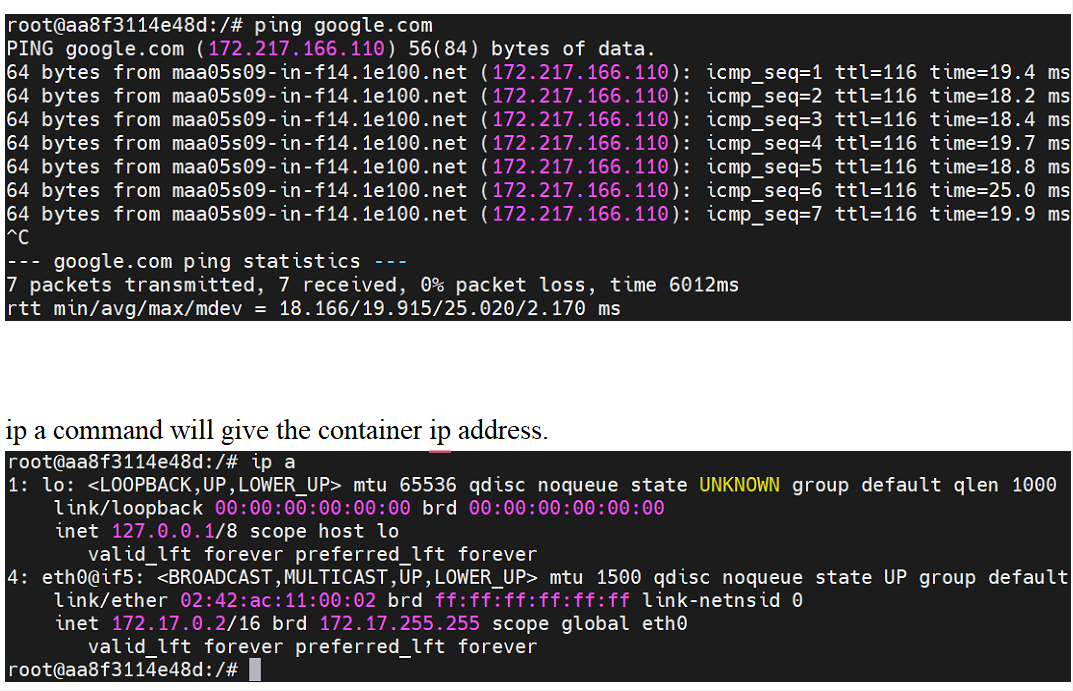 root@aa8f3114e48d:/# ping google.com
PING google.com (172.217.166.110) 56(84) bytes of data.
64 bytes from maa05s09-in-f14.1e100.net (172.217.166.110): icmp_seq=1 ttl=116 time=19.4 ms
64 bytes from maa05s09-in-f14.1e100.net (172.217.166.110): icmp_seq=2 ttl=116 time=18.2 ms
64 bytes from maa05s09-in-f14.1e100.net (172.217.166.110): icmp_seq=3 ttl=116 time=18.4 ms
64 bytes from maa05s09-in-f14.1e100.net (172.217.166.110): icmp_seq=4 ttl=116 time=19.7 ms
64 bytes from maa05s09-in-f14.1e100.net (172.217.166.110): icmp_seq=5 ttl=116 time=18.8 ms
64 bytes from maa05s09-in-f14.1e100.net (172.217.166.110): icmp_seq=6 ttl=116 time=25.0 ms
64 bytes from maa05s09-in-f14.1e100.net (172.217.166.110): icmp_seq=7 ttl=116 time=19.9 ms
^C
--- google.com ping statistics ---
7 packets transmitted, 7 received, 0% packet loss, time 6012ms
rtt min/avg/max/mdev = 18.166/19.915/25.020/2.170 ms
ip a command will give the container ip address.
root@aa8f3114e48d:/# ip a
1: lo: <LOOPBACK,UP,LOWER_UP> mtu 65536 qdisc noqueue state UNKNOWN group default qlen 1000
    link/loopback 00:00:00:00:00:00 brd 00:00:00:00:00:00
    inet 127.0.0.1/8 scope host lo
       valid_lft forever preferred_lft forever
4: eth0@if5: <BROADCAST,MULTICAST,UP,LOWER_UP> mtu 1500 qdisc noqueue state UP group default
    link/ether 02:42:ac:11:00:02 brd ff:ff:ff:ff:ff:ff link-netnsid 0
    inet 172.17.0.2/16 brd 172.17.255.255 scope global eth0
       valid_lft forever preferred_lft forever
root@aa8f3114e48d:/#